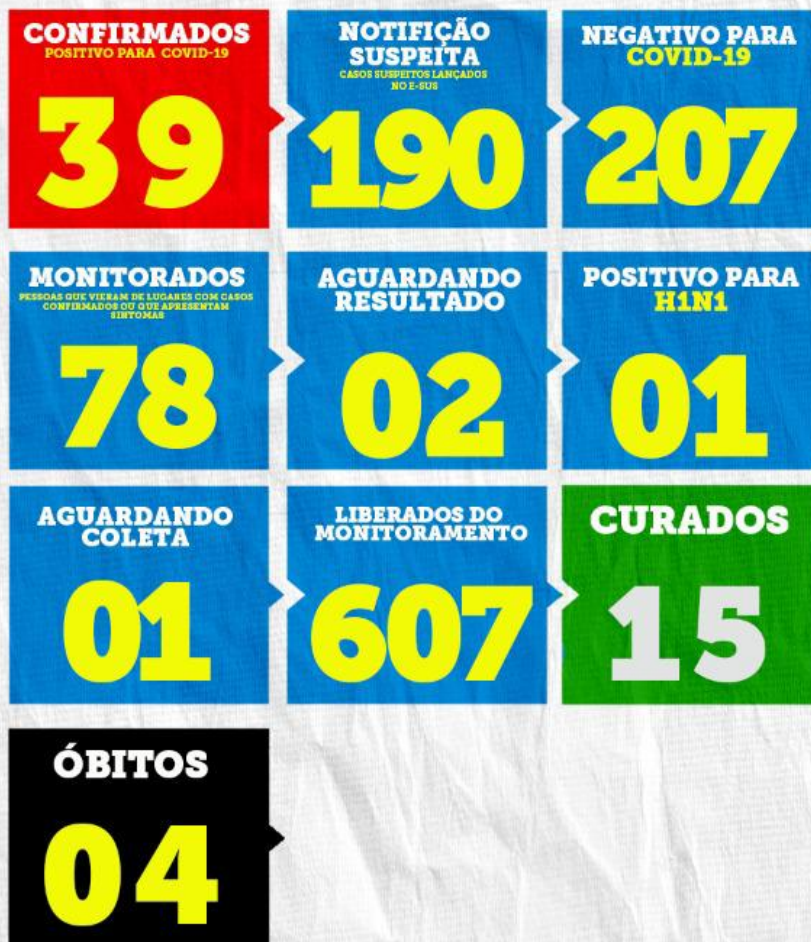 CONFIRMADOS
POSITIVO PARA COVID-19
39
NOTIFIÇÃO
SUSPEITA
CASOS SUSPEITOS LANÇADOS
NO E-SUS
190
NEGATIVO PARA
COVID-19
207
MONITORADOS
PESSOAS QUE VIERAM DE LUGARES COM CASOS
CONFIRMADOS OU QUE APRESENTAM
SINTOMAS
78
AGUARDANDO
RESULTADO
02
POSITIVO PARA
H1N1
01
AGUARDANDO
COLETA
01
LIBERADOS DO
MONITORAMENTO
607
CURADOS
15
ÓBITOS
04